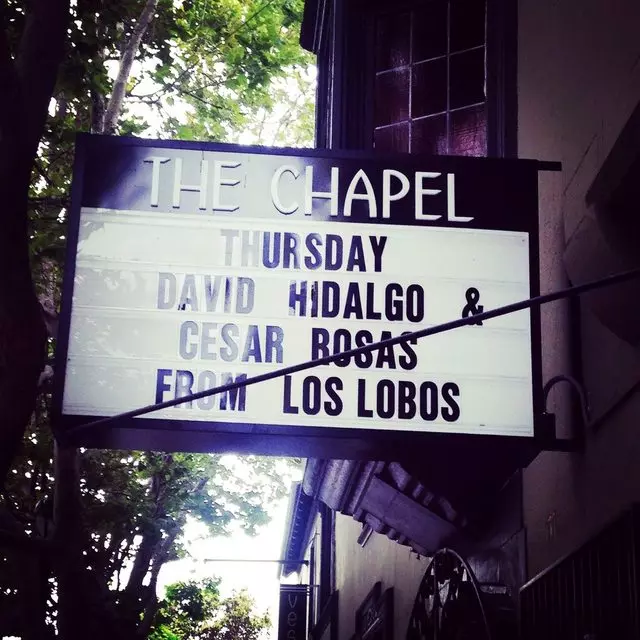 THE CHAPEL
THURSDAY
DAVID HIDALGO &
CESAR ROSAS
FROM LOS LOBOS